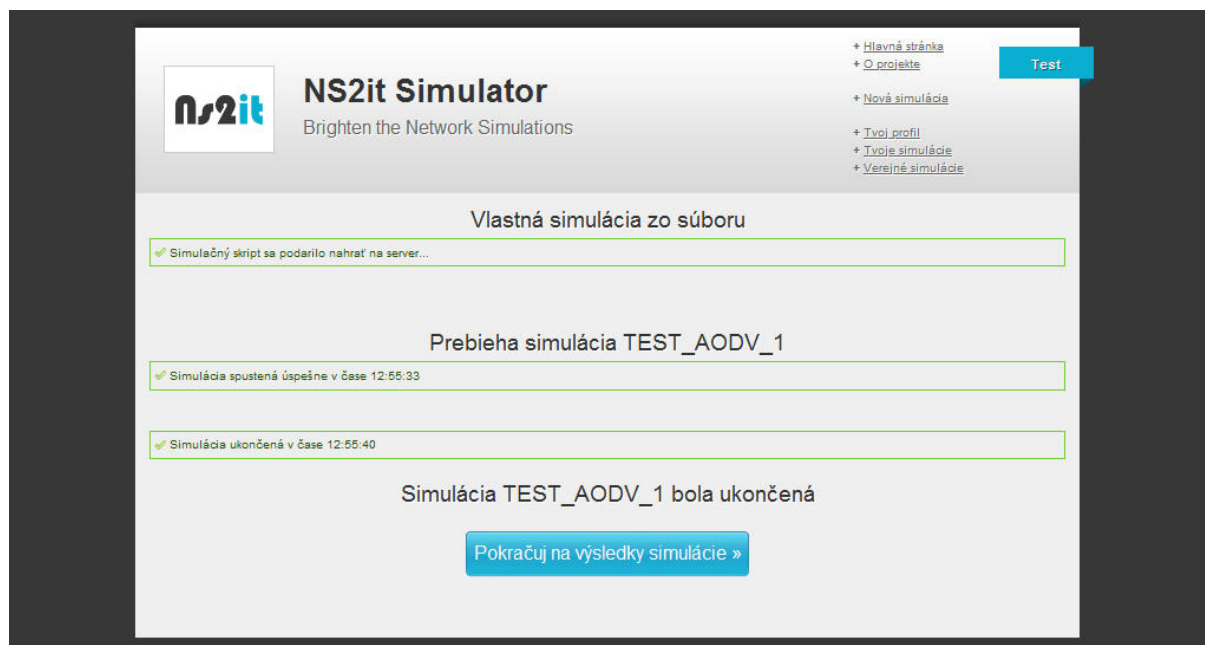 Ns2it
NS2it Simulator
Brighten the Network Simulations
+ Hlavná stránka
+ O projekte
+ Nová simulácia
+ Tvoj profil
+ Tvoje simulácie
+ Verejné simulácie
Test
Vlastná simulácia zo súboru
Simulačný skript sa podarilo nahrať na server...
Prebieha simulácia TEST_AODV_1
Simulácia spustená úspešne v čase 12:55:33
Simulácia ukončená v čase 12:55:40
Simulácia TEST_AODV_1 bola ukončená
Pokračuj na výsledky simulácie »